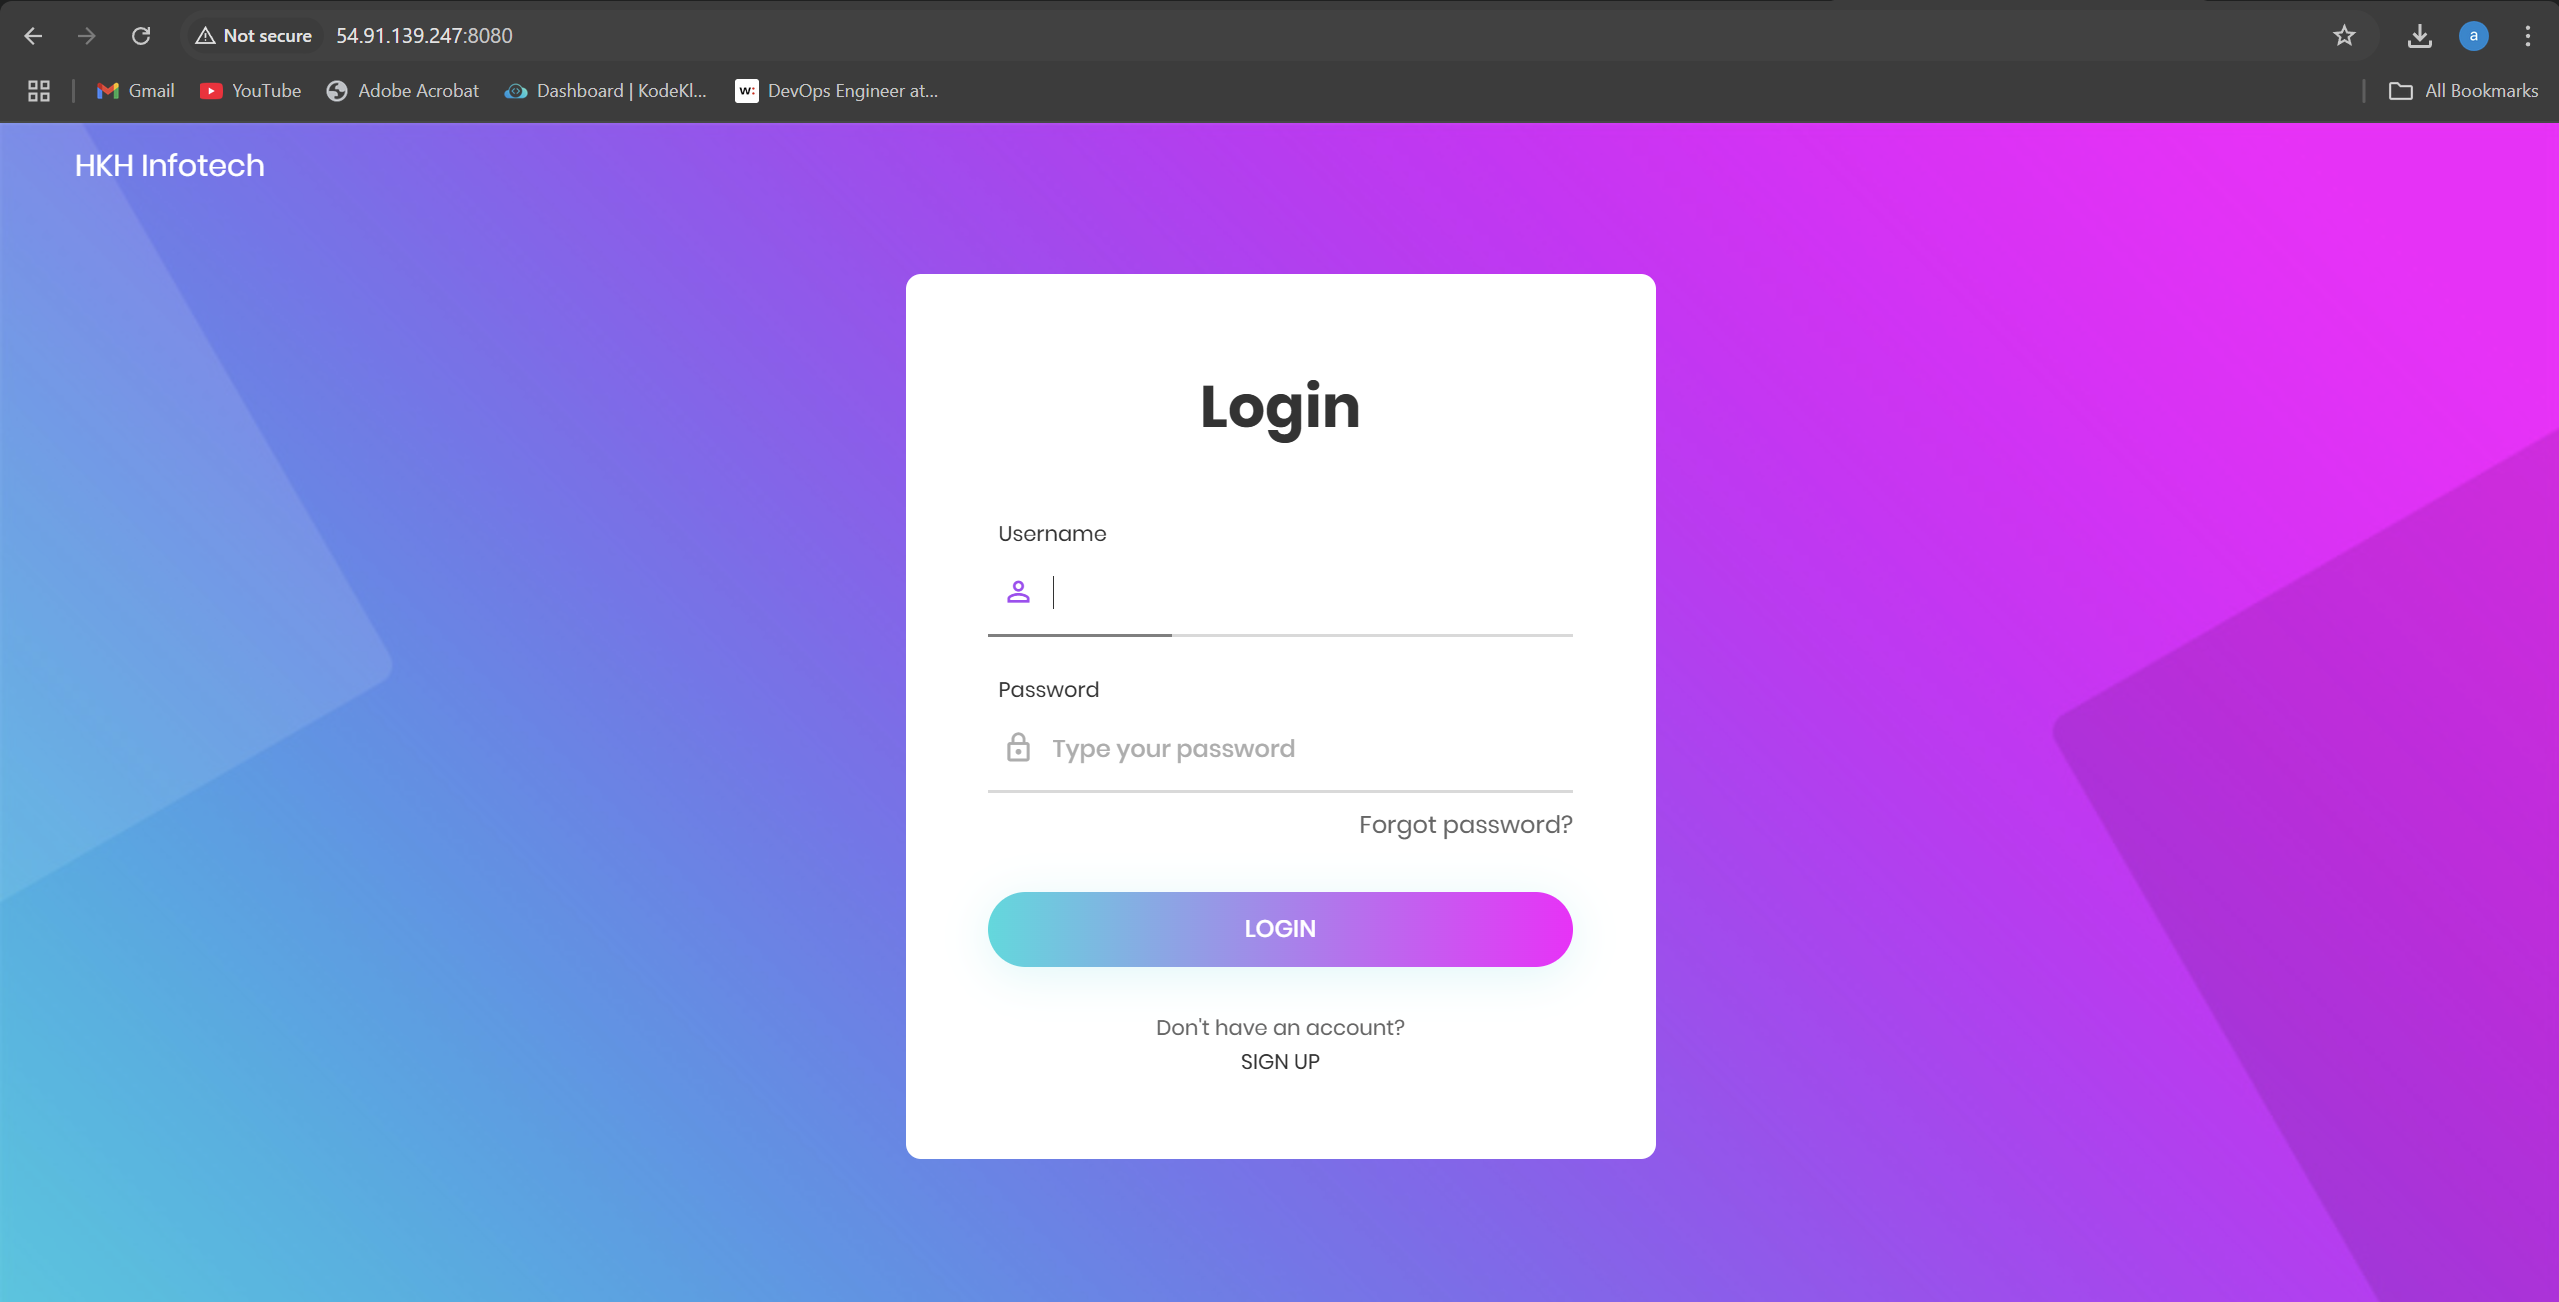 Not secure 54.91.139.247:8080 a
Gmail YouTube Adobe Acrobat Dashboard | KodeKl... w: DevOps Engineer at... All Bookmarks
HKH Infotech
Login
Username
Password
Type your password
Forgot password?
LOGIN
Don't have an account?
SIGN UP